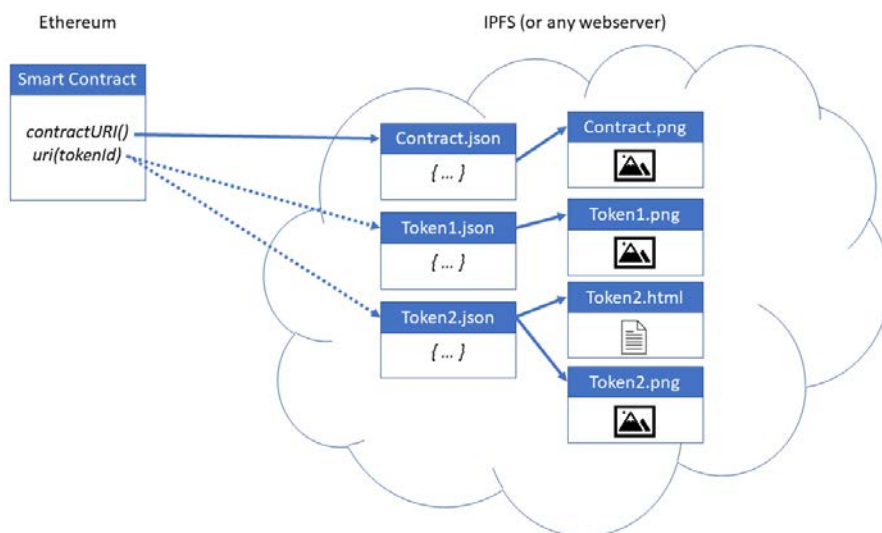 Ethereum
IPFS (or any webserver)
Smart Contract
contractURI()
uri(tokenId)
Contract.json
{ ... }
Contract.png
Token1.json
{ ... }
Token1.png
Token2.json
{ ... }
Token2.html
Token2.png